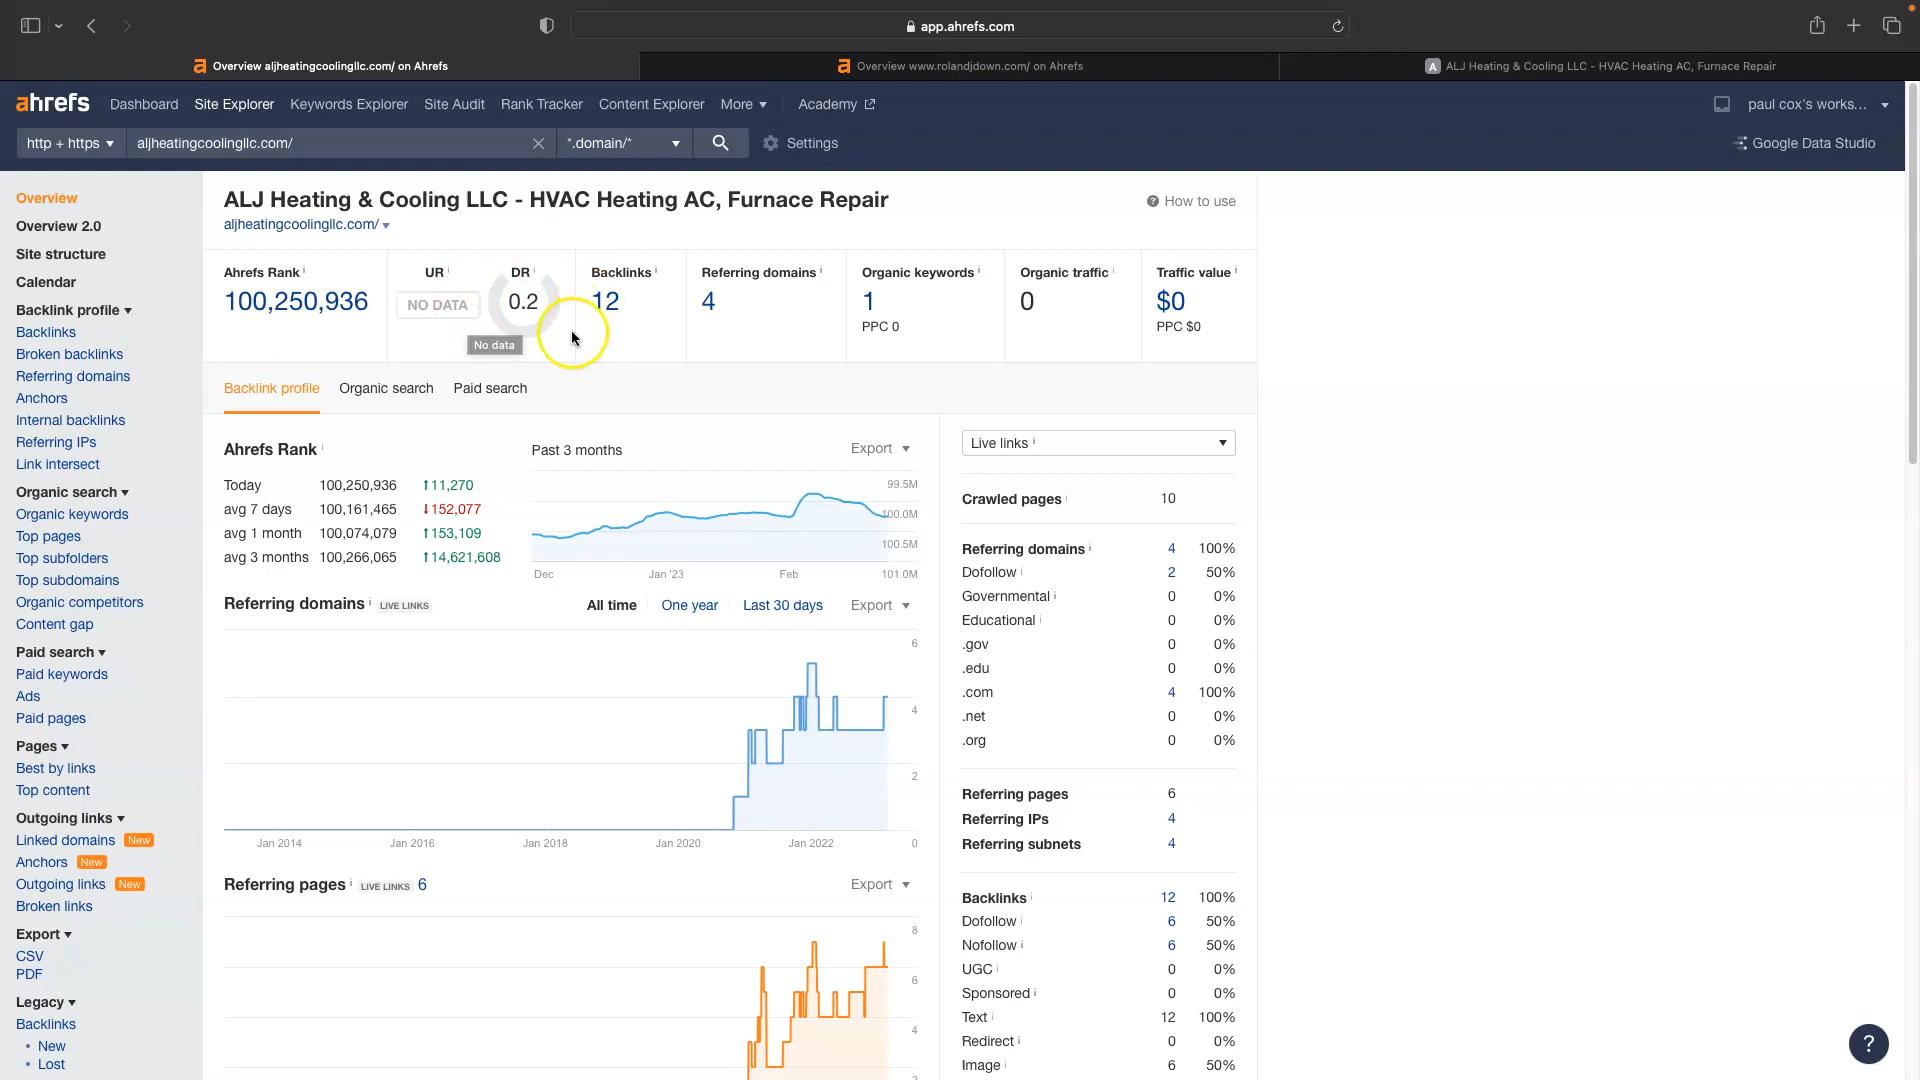 app.ahrefs.com
Overview aljheatingcoolingllc.com/ on Ahrefs
Overview www.rolandjdown.com/ on Ahrefs
A ALJ Heating & Cooling LLC - HVAC Heating AC, Furnace Repair
ahrefs Dashboard Site Explorer Keywords Explorer Site Audit Rank Tracker Content Explorer More Academy paul cox's works...
http + https aljheatingcoolingllc.com/ *.domain/* Settings Google Data Studio
Overview
Overview 2.0
Site structure
Calendar
Backlink profile
Backlinks
Broken backlinks
Referring domains
Anchors
Internal backlinks
Referring IPs
Link intersect
Organic search
Organic keywords
Top pages
Top subfolders
Top subdomains
Organic competitors
Content gap
Paid search
Paid keywords
Ads
Paid pages
Pages
Best by links
Top content
Outgoing links
Linked domains New
Anchors New
Outgoing links New
Broken links
Export
CSV
PDF
Legacy
Backlinks
• New
• Lost
ALJ Heating & Cooling LLC - HVAC Heating AC, Furnace Repair
? How to use
aljheatingcoolingllc.com/
Ahrefs Rank i UR i DR i Backlinks i Referring domains i Organic keywords i Organic traffic i Traffic value i
100,250,936 NO DATA 0.2 12 4 1 0 $0
PPC 0 PPC $0
No data
Backlink profile Organic search Paid search
Ahrefs Rank i Past 3 months Export
Today 100,250,936 ↑11,270
avg 7 days 100,161,465 ↓152,077
avg 1 month 100,074,079 ↑153,109
avg 3 months 100,266,065 ↑14,621,608
99.5M
100.0M
100.5M
101.0M
Dec Jan '23 Feb
Referring domains i LIVE LINKS All time One year Last 30 days Export
6
4
2
0
Jan 2014 Jan 2016 Jan 2018 Jan 2020 Jan 2022
Referring pages i LIVE LINKS 6 Export
8
6
4
2
Live links i
Crawled pages i 10
Referring domains i 4 100%
Dofollow i 2 50%
Governmental i 0 0%
Educational i 0 0%
.gov 0 0%
.edu 0 0%
.com 4 100%
.net 0 0%
.org 0 0%
Referring pages 6
Referring IPs 4
Referring subnets 4
Backlinks i 12 100%
Dofollow i 6 50%
Nofollow i 6 50%
UGC i 0 0%
Sponsored i 0 0%
Text i 12 100%
Redirect i 0 0%
Image i 6 50%
?